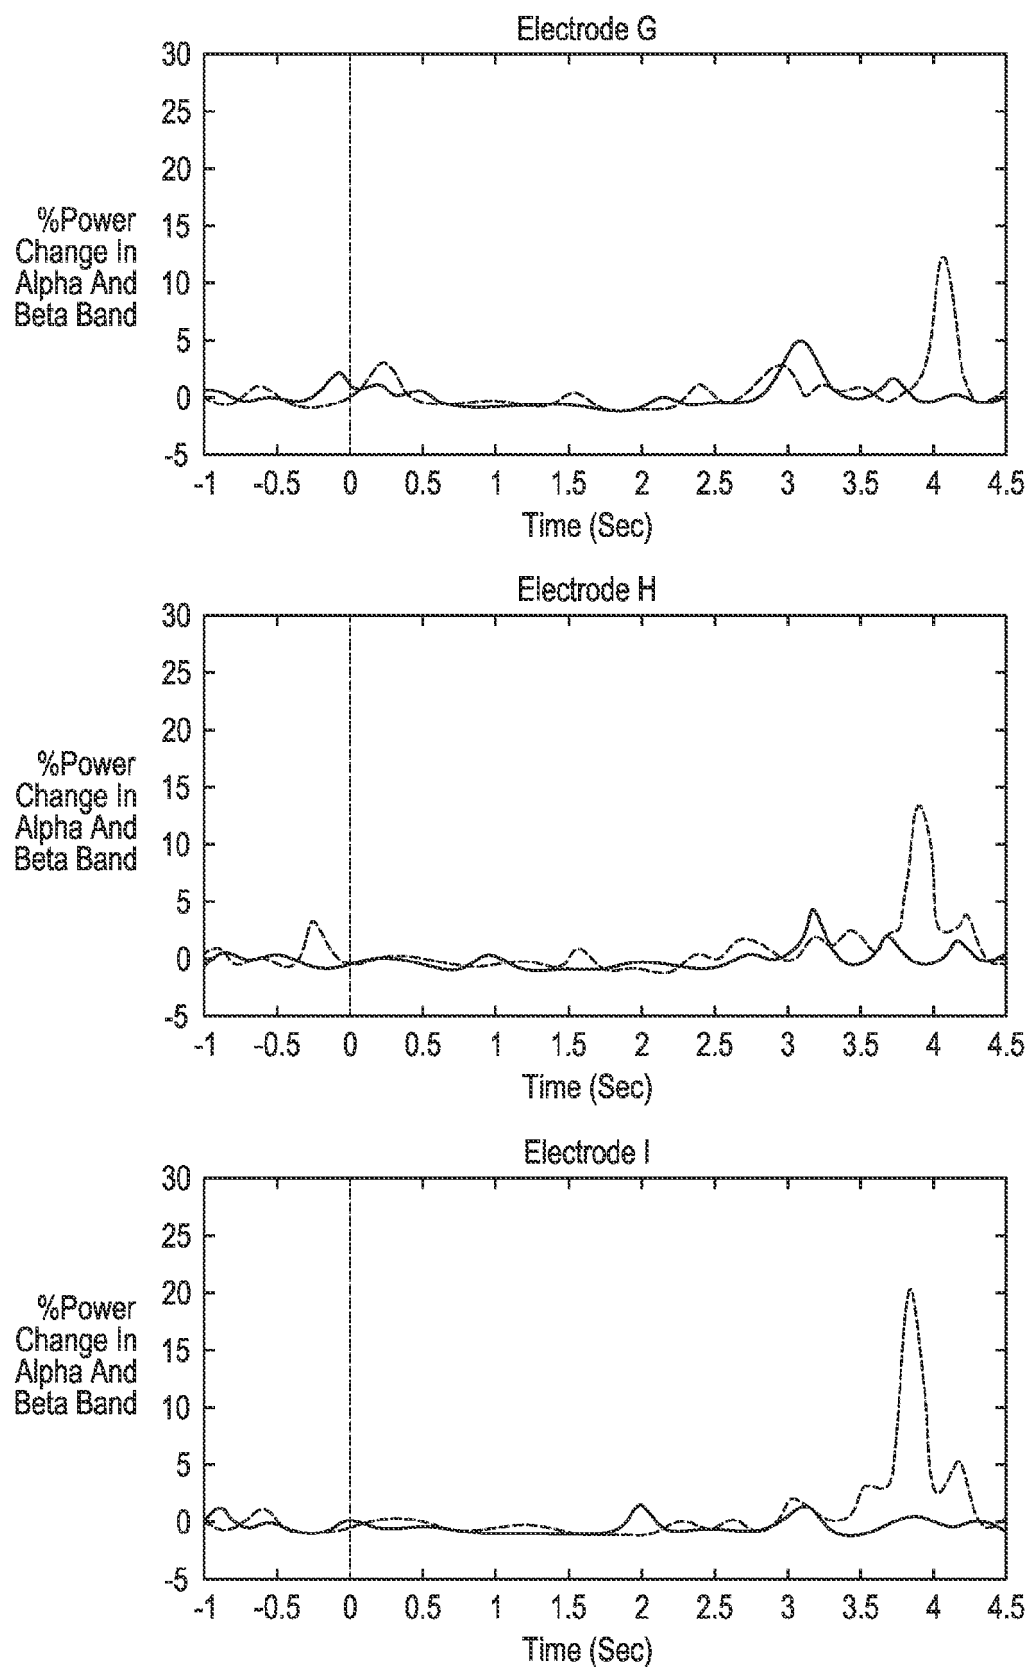 Electrode G
30
25
20
15
10
5
0
-5
%Power
Change In
Alpha And
Beta Band
-1 -0.5 0 0.5 1 1.5 2 2.5 3 3.5 4 4.5
Time (Sec)
Electrode H
30
25
20
15
10
5
0
-5
%Power
Change In
Alpha And
Beta Band
-1 -0.5 0 0.5 1 1.5 2 2.5 3 3.5 4 4.5
Time (Sec)
Electrode I
30
25
20
15
10
5
0
-5
%Power
Change In
Alpha And
Beta Band
-1 -0.5 0 0.5 1 1.5 2 2.5 3 3.5 4 4.5
Time (Sec)